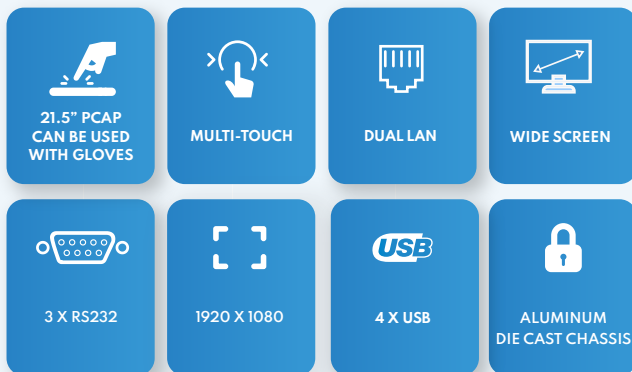 21.5” PCAP
CAN BE USED
WITH GLOVES
MULTI-TOUCH
DUAL LAN
WIDE SCREEN
3 X RS232
1920 X 1080
USB
4 X USB
ALUMINUM
DIE CAST CHASSIS